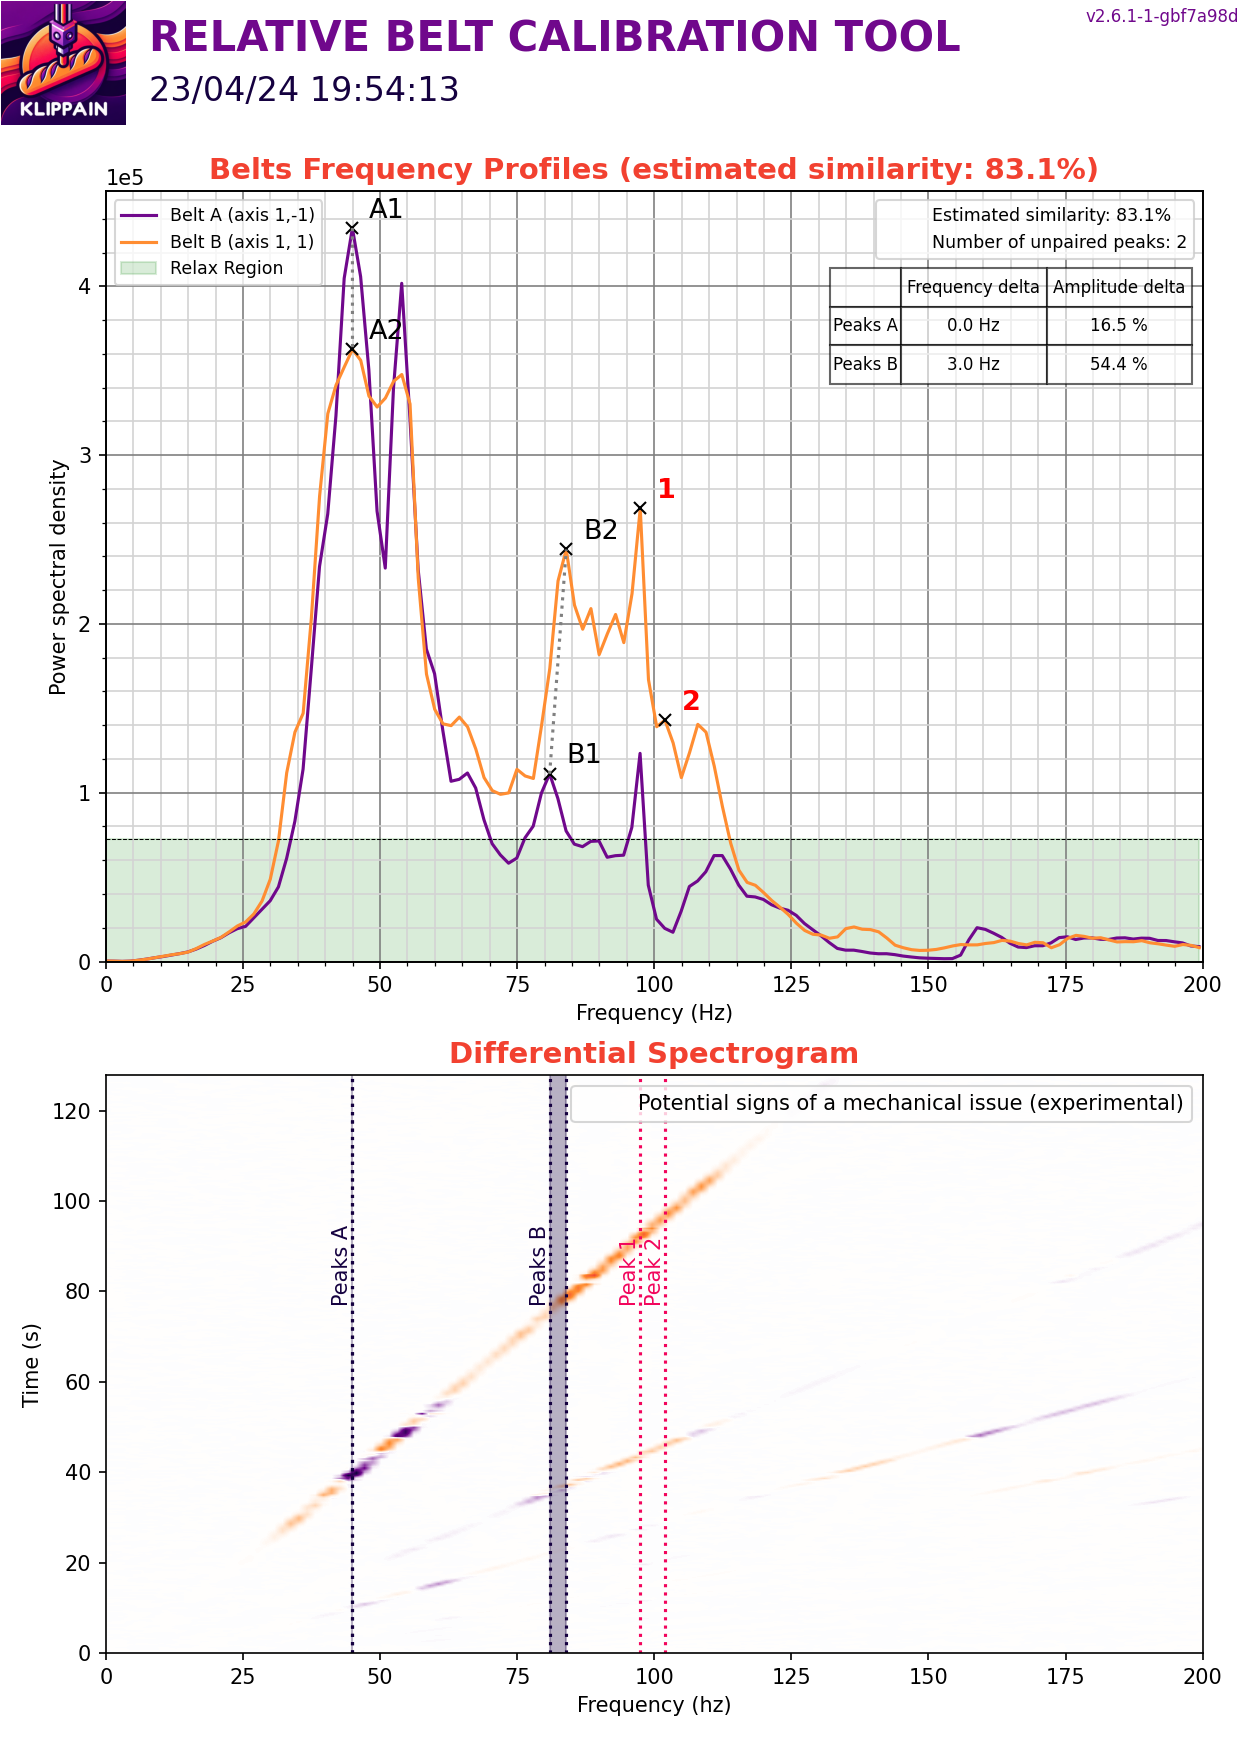 v2.6.1-1-gbf7a98d
RELATIVE BELT CALIBRATION TOOL
23/04/24 19:54:13
KLIPPAIN
Belts Frequency Profiles (estimated similarity: 83.1%)
1e5
Belt A (axis 1,-1)
Belt B (axis 1, 1)
Relax Region
Estimated similarity: 83.1%
Number of unpaired peaks: 2
Frequency delta Amplitude delta
Peaks A 0.0 Hz 16.5 %
Peaks B 3.0 Hz 54.4 %
A1
A2
B2
1
2
B1
4
3
2
1
0
Power spectral density
0 25 50 75 100 125 150 175 200
Frequency (Hz)
Differential Spectrogram
Potential signs of a mechanical issue (experimental)
Peaks A
Peaks B
Peak 1
Peak 2
120
100
80
60
40
20
0
Time (s)
0 25 50 75 100 125 150 175 200
Frequency (hz)